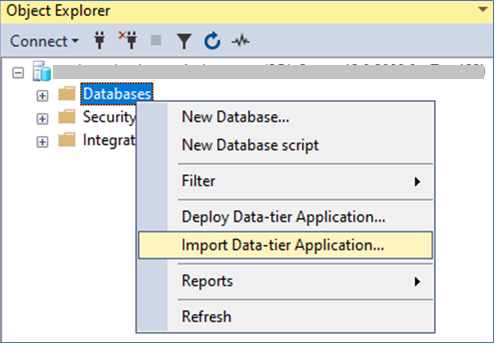 Object Explorer
Connect
Databases
Security
Integrat
New Database...
New Database script
Filter
Deploy Data-tier Application...
Import Data-tier Application...
Reports
Refresh